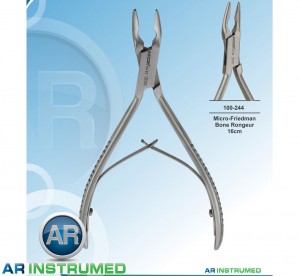 100-244
Micro-Friedman
Bone Rongeur
16cm
AR
AR INSTRUMED
AR INSTRUMED